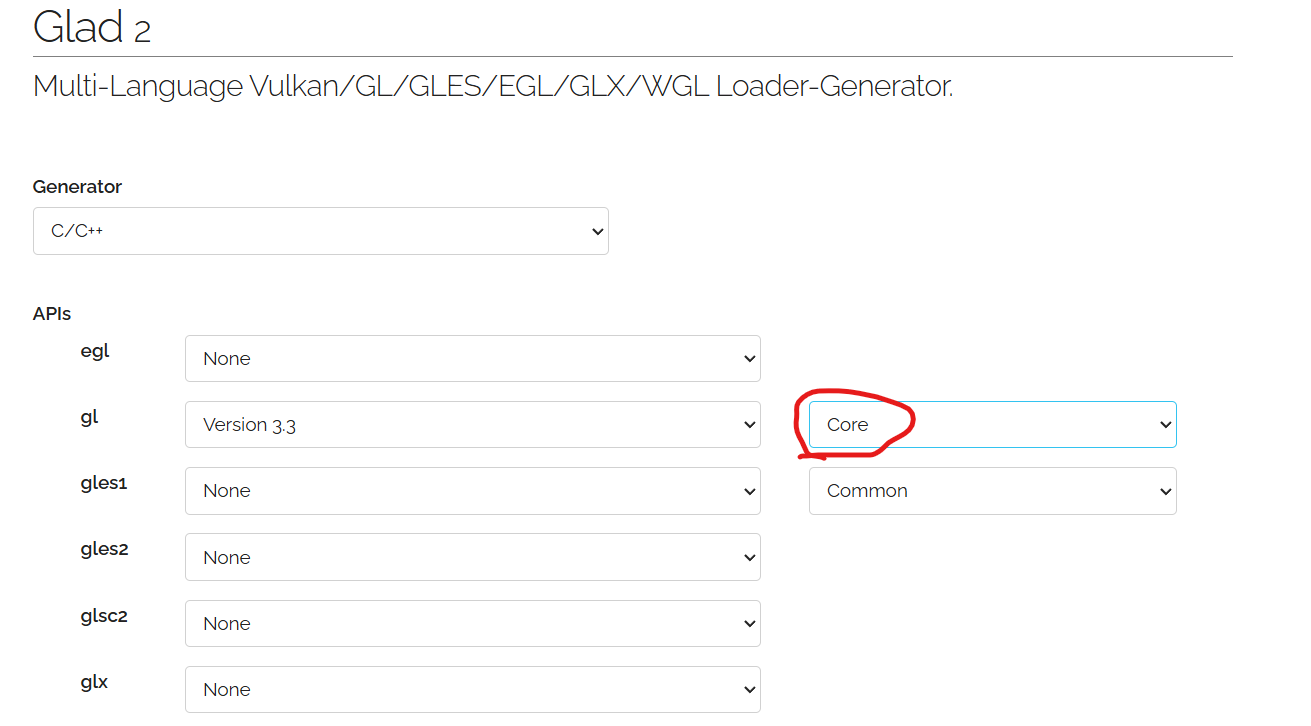 Glad 2
Multi-Language Vulkan/GL/GLES/EGL/GLX/WGL Loader-Generator.
Generator
C/C++
APIs
egl
None
gl
Version 3.3
Core
gles1
None
Common
gles2
None
glsc2
None
glx
None